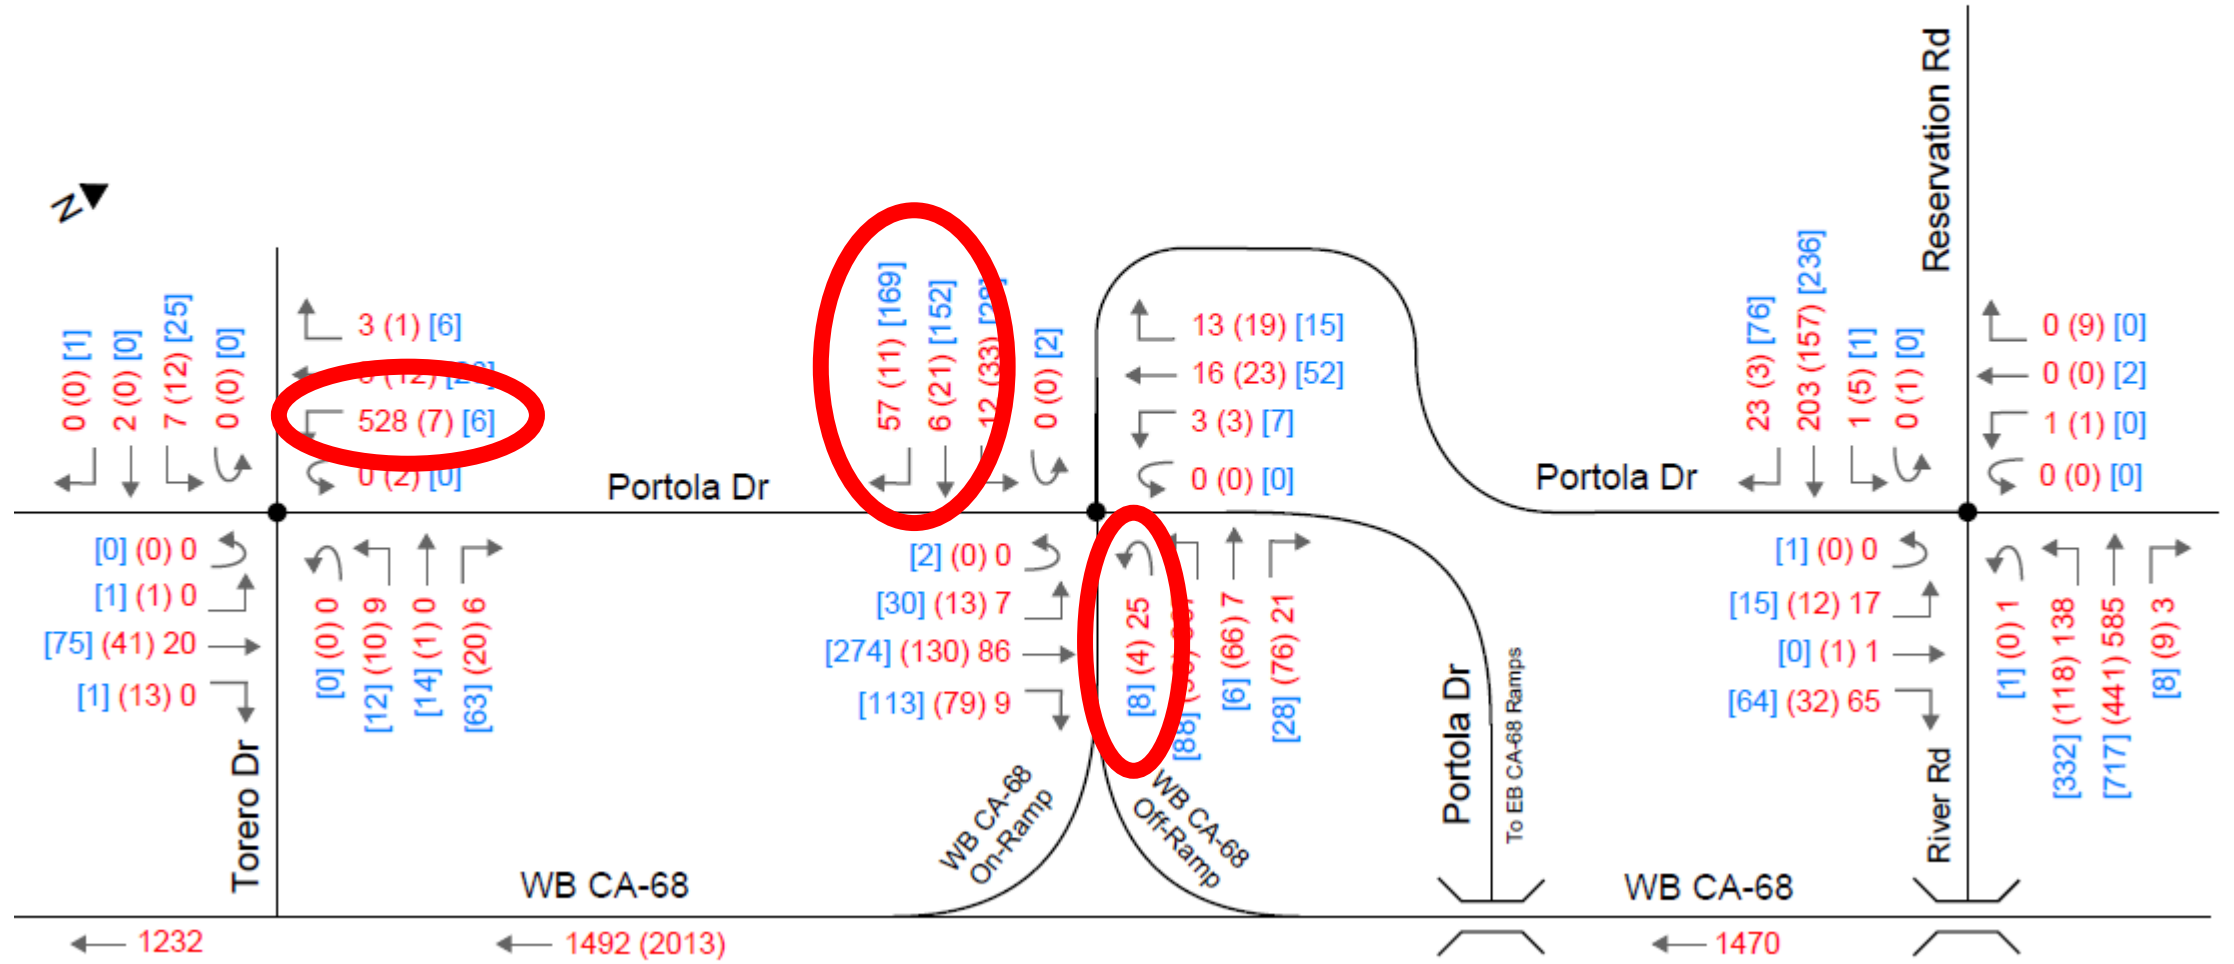 N
0 (0) [1]
2 (0) [0]
7 (12) [25]
0 (0) [0]
3 (1) [6]
528 (7) [6]
0 (2) [0]
[0] (0) 0
[1] (1) 0
[75] (41) 20
[1] (13) 0
[0] (0) 0
[12] (10) 9
[14] (1) 0
[63] (20) 6
Torero Dr
Portola Dr
57 (11) [169]
6 (21) [152]
12 (33) [28]
0 (0) [2]
13 (19) [15]
16 (23) [52]
3 (3) [7]
0 (0) [0]
[2] (0) 0
[30] (13) 7
[274] (130) 86
[113] (79) 9
[8] (4) 25
[88]
[6] (66) 7
[28] (76) 21
WB CA-68
On-Ramp
WB CA-68
Off-Ramp
Portola Dr
To EB CA-68 Ramps
Portola Dr
Reservation Rd
23 (3) [76]
203 (157) [236]
1 (5) [1]
0 (1) [0]
0 (9) [0]
0 (0) [2]
1 (1) [0]
0 (0) [0]
[1] (0) 0
[15] (12) 17
[0] (1) 1
[64] (32) 65
[1] (0) 1
[332] (118) 138
[717] (441) 585
[8] (9) 3
River Rd
WB CA-68
WB CA-68
1232
1492 (2013)
1470